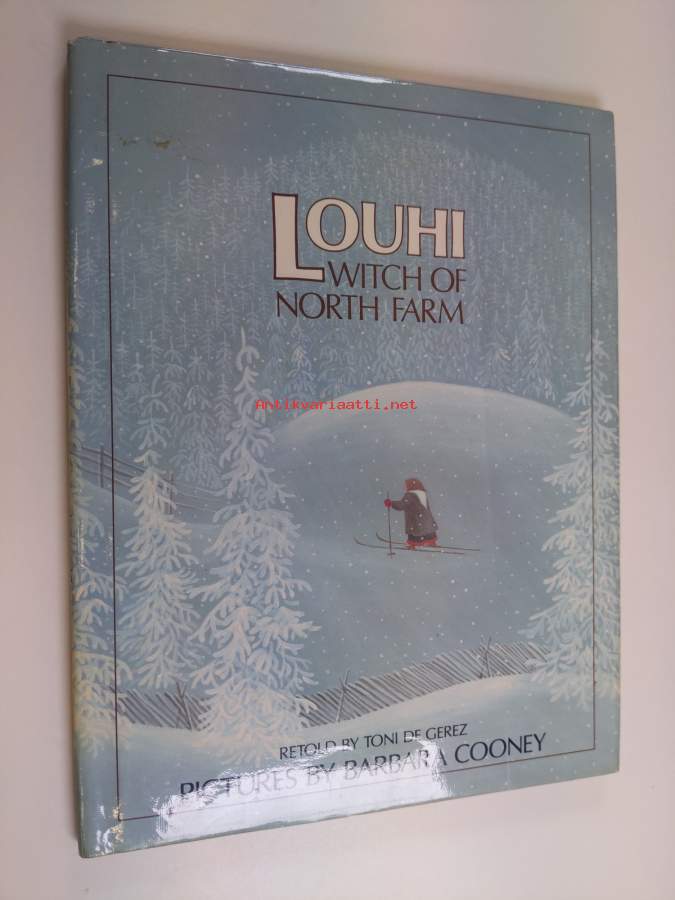 LOUHI
WITCH OF
NORTH FARM
Antikvariaatti.net
RETOLD BY TONI DE GEREZ
PICTURES BY BARBARA COONEY